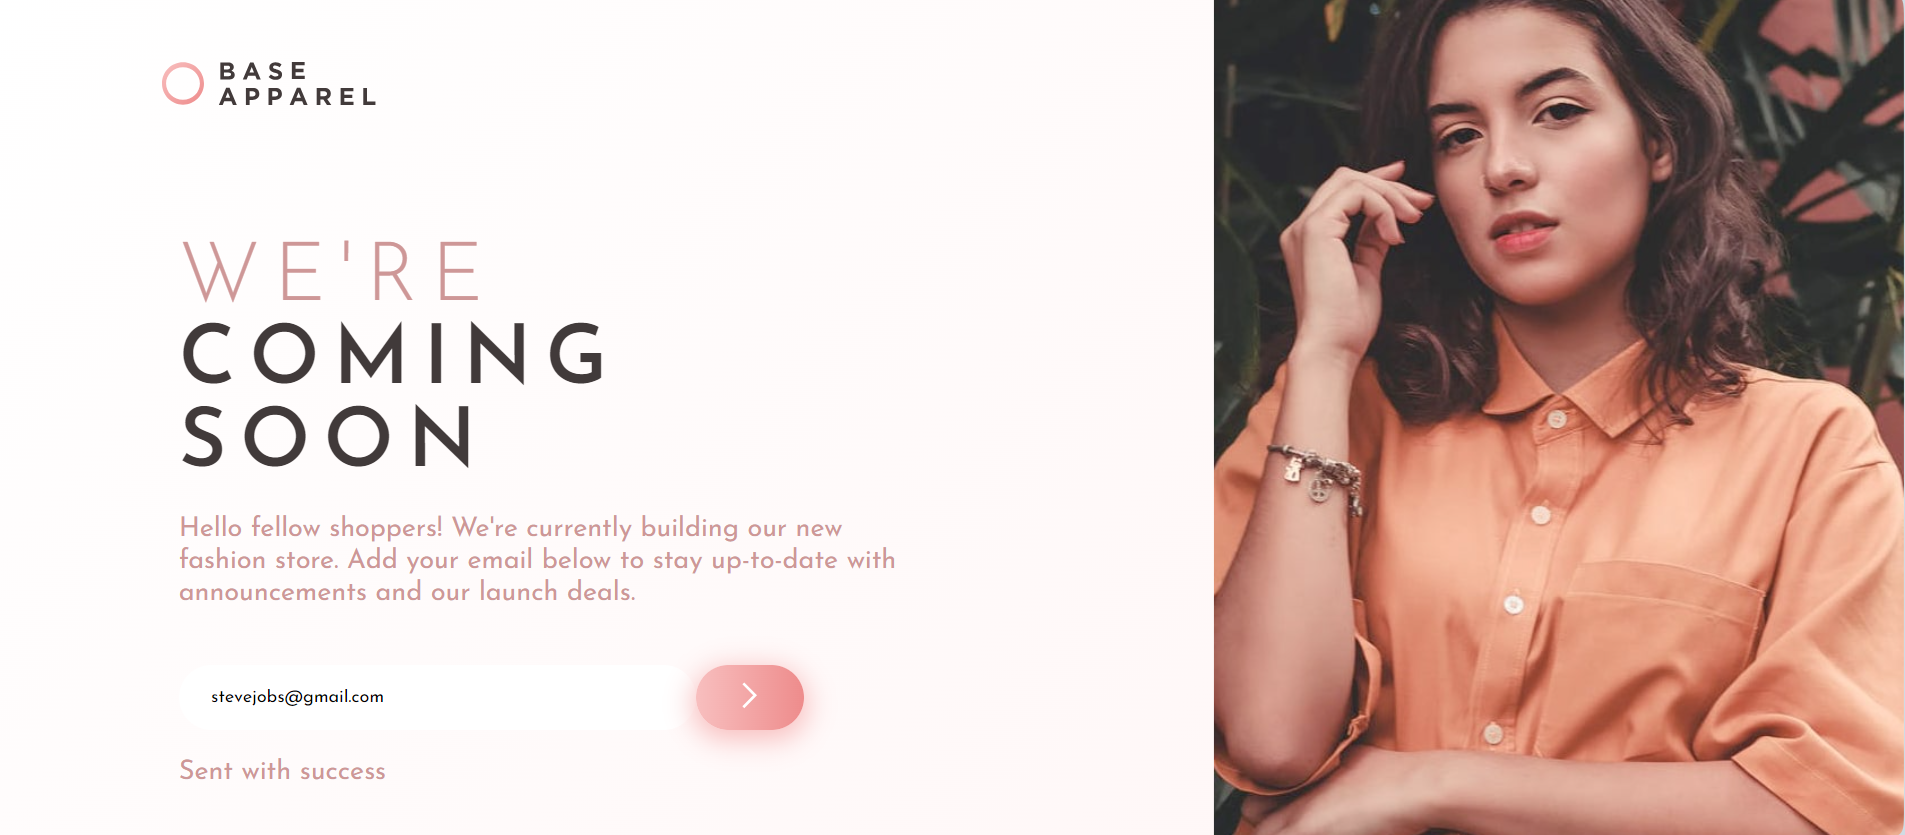 BASE
APPAREL
WE'RE
COMING
SOON
Hello fellow shoppers! We're currently building our new
fashion store. Add your email below to stay up-to-date with
announcements and our launch deals.
stevejobs@gmail.com
Sent with success